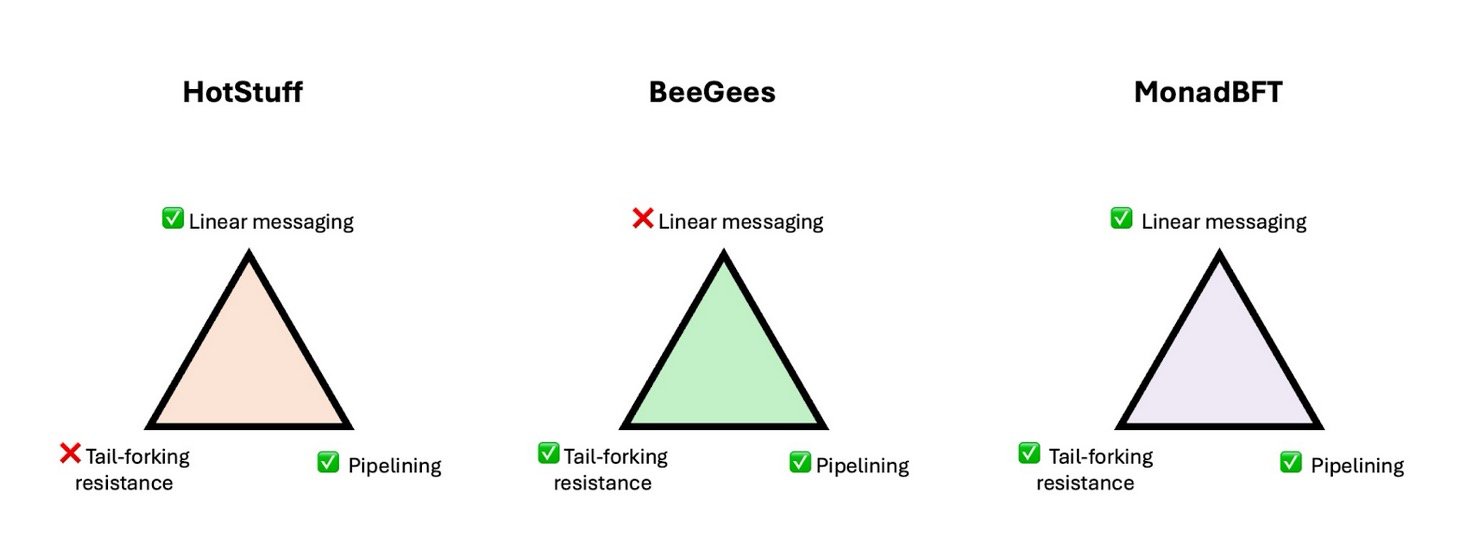 HotStuff
✅ Linear messaging
❌ Tail-forking
resistance
✅ Pipelining
BeeGees
❌ Linear messaging
✅ Tail-forking
resistance
✅ Pipelining
MonadBFT
✅ Linear messaging
✅ Tail-forking
resistance
✅ Pipelining